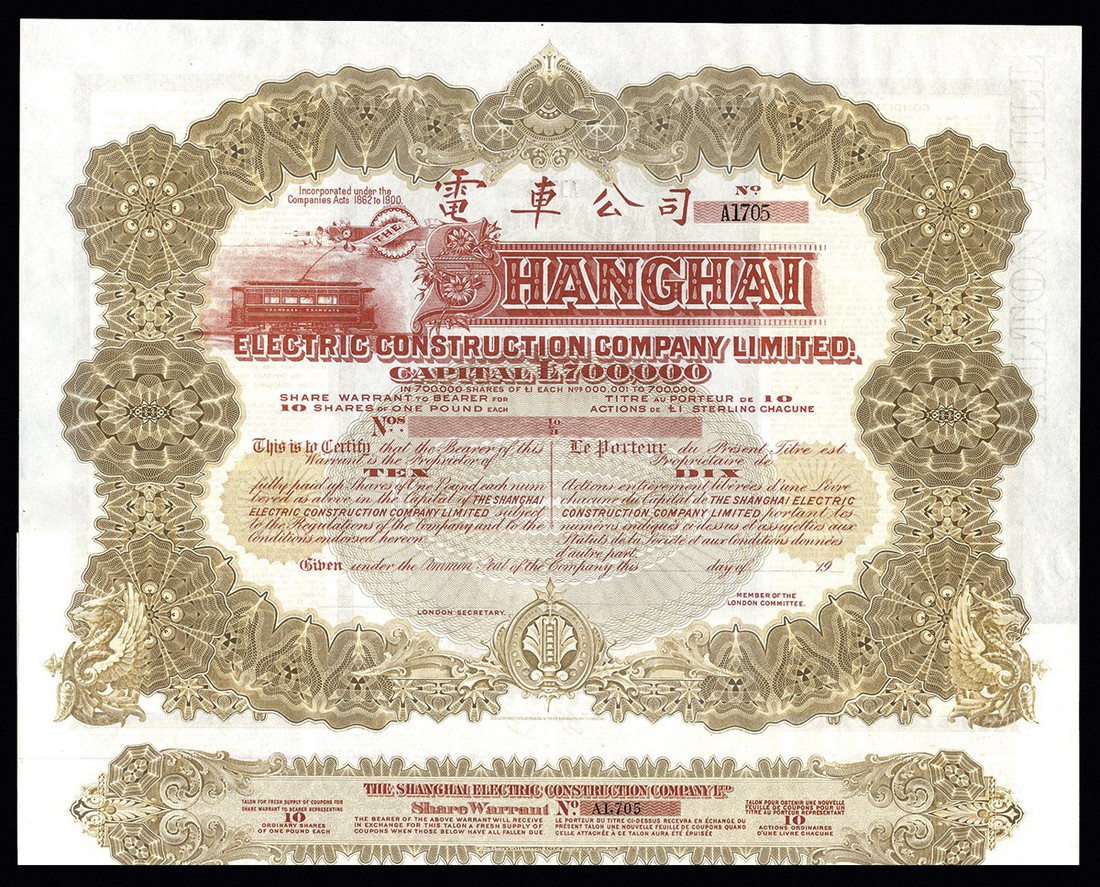 Incorporated under the
Companies Acts 1862 to 1900.
電車公司
No
A1705
THE
SHANGHAI
ELECTRIC CONSTRUCTION COMPANY LIMITED.
CAPITAL £700,000
IN 700,000 SHARES OF £1 EACH Nos 000,001 TO 700,000.
SHARE WARRANT TO BEARER FOR
10 SHARES OF ONE POUND EACH
TITRE AU PORTEUR DE 10
ACTIONS DE £1 STERLING CHACUNE
Nos
This is to Certify that the Bearer of this
Warrant is the Proprietor of
TEN
fully paid up Shares of One Pound each num
bered as above in the Capital of THE SHANGHAI
ELECTRIC CONSTRUCTION COMPANY LIMITED subject
to the Regulations of the Company and to the
Conditions endorsed hereon.
Le Porteur du Présent Titre est
Propriétaire de
DIX
Actions entièrement libérées d'une Livre
chacune du Capital de THE SHANGHAI ELECTRIC
CONSTRUCTION COMPANY LIMITED, portant les
numéros indiqués ci-dessus et assujetties aux
Statuts de la Société et aux Conditions données
d'autre part.
Given under the Common Seal of the Company this day of 19
LONDON SECRETARY.
MEMBER OF THE
LONDON COMMITTEE.
THE SHANGHAI ELECTRIC CONSTRUCTION COMPANY LTD
Share Warrant No. A1,705
TALON FOR FRESH SUPPLY OF COUPONS FOR
SHARE WARRANT TO BEARER REPRESENTING
10
ORDINARY SHARES
OF ONE POUND EACH
THE BEARER OF THE ABOVE WARRANT WILL RECEIVE
IN EXCHANGE FOR THIS TALON A FRESH SUPPLY OF
COUPONS WHEN THOSE BELOW HAVE ALL FALLEN DUE
LE PORTEUR DU TITRE CI-DESSUS RECEVRA EN ÉCHANGE DU
PRÉSENT TALON UNE NOUVELLE FEUILLE DE COUPONS QUAND
CELLE ATTACHÉE A CE TALON AURA ÉTÉ ÉPUISÉE
TALON POUR OBTENIR UNE NOUVELLE
FEUILLE DE COUPONS POUR UN
TITRE AU PORTEUR REPRÉSENTANT
10
ACTIONS ORDINAIRES
D'UNE LIVRE CHACUNE